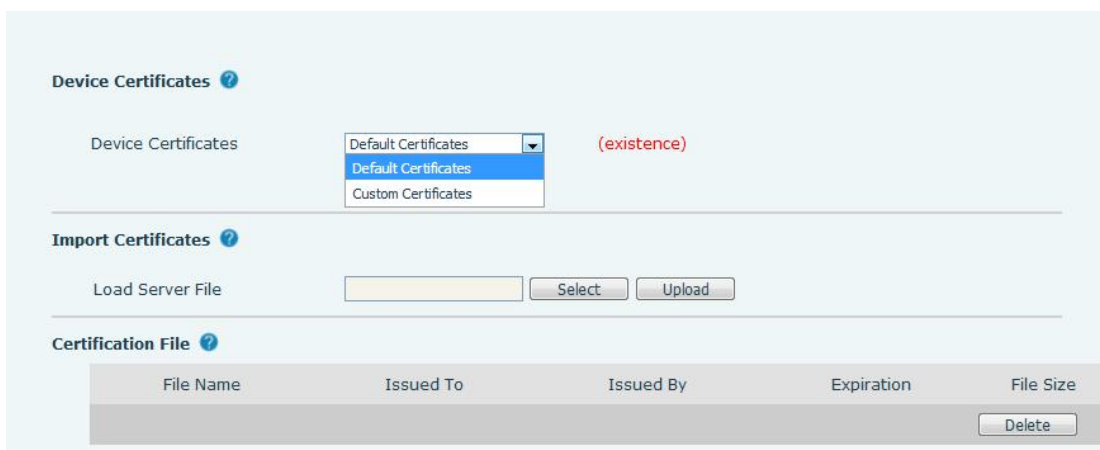 Device Certificates ?
Device Certificates Default Certificates (existence)
Default Certificates
Custom Certificates
Import Certificates ?
Load Server File Select Upload
Certification File ?
File Name Issued To Issued By Expiration File Size
Delete